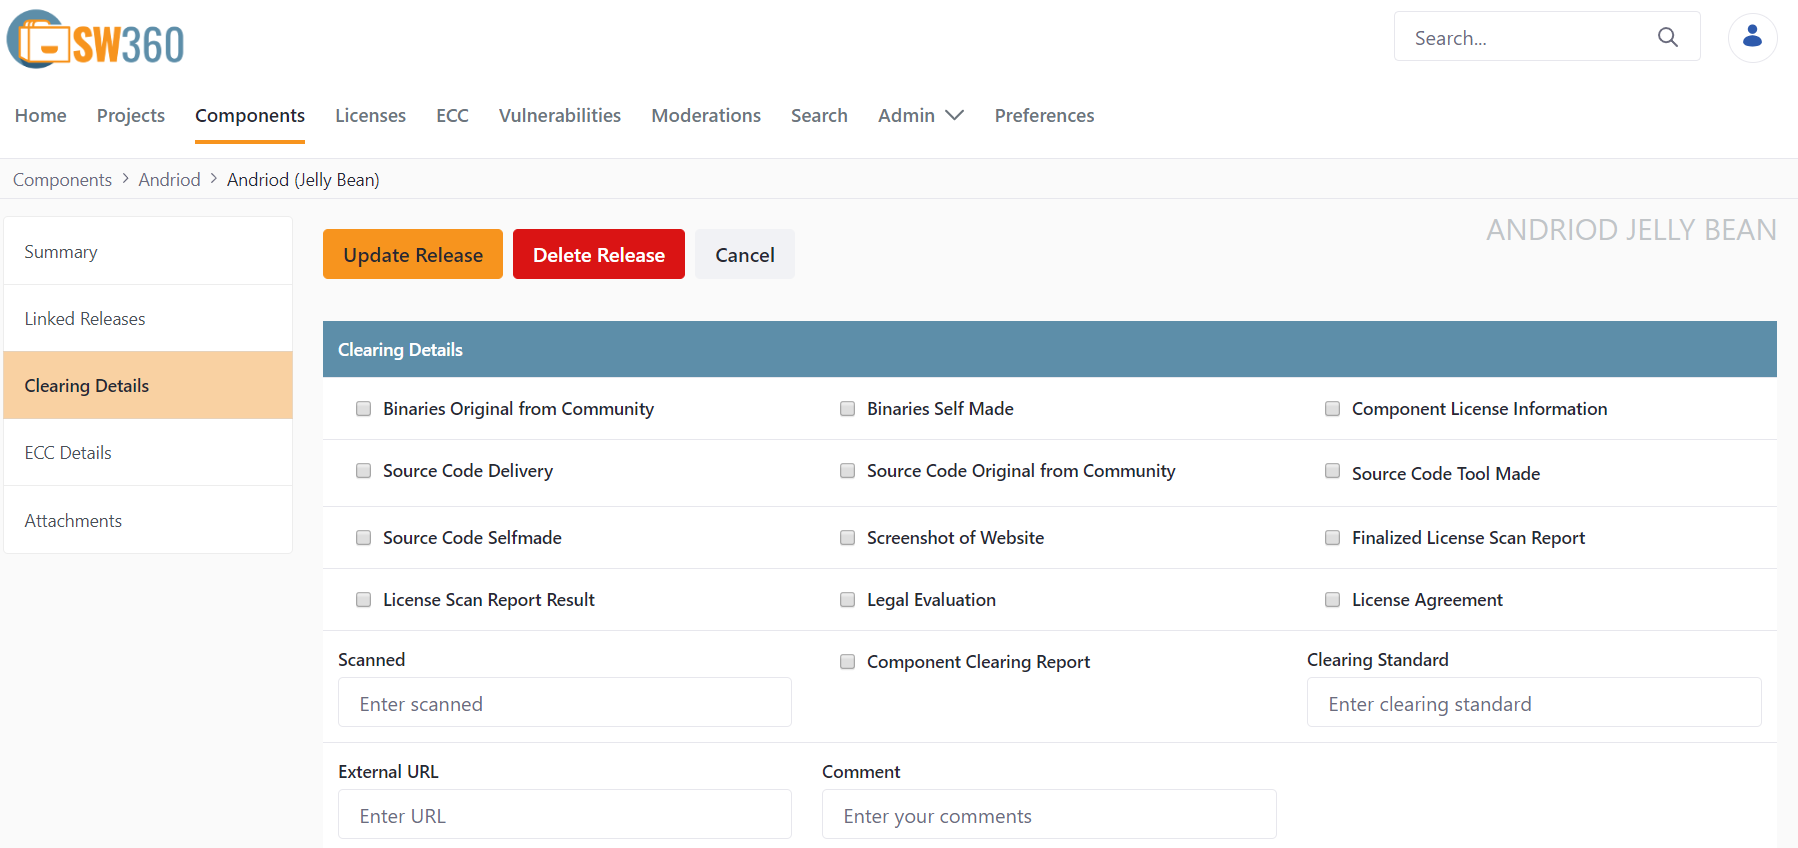 SW360
Search...
Home Projects Components Licenses ECC Vulnerabilities Moderations Search Admin Preferences
Components > Andriod > Andriod (Jelly Bean)
Summary
Linked Releases
Clearing Details
ECC Details
Attachments
Update Release Delete Release Cancel
ANDRIOD JELLY BEAN
Clearing Details
Binaries Original from Community Binaries Self Made Component License Information
Source Code Delivery Source Code Original from Community Source Code Tool Made
Source Code Selfmade Screenshot of Website Finalized License Scan Report
License Scan Report Result Legal Evaluation License Agreement
Scanned Component Clearing Report Clearing Standard
Enter scanned Enter clearing standard
External URL Comment
Enter URL Enter your comments